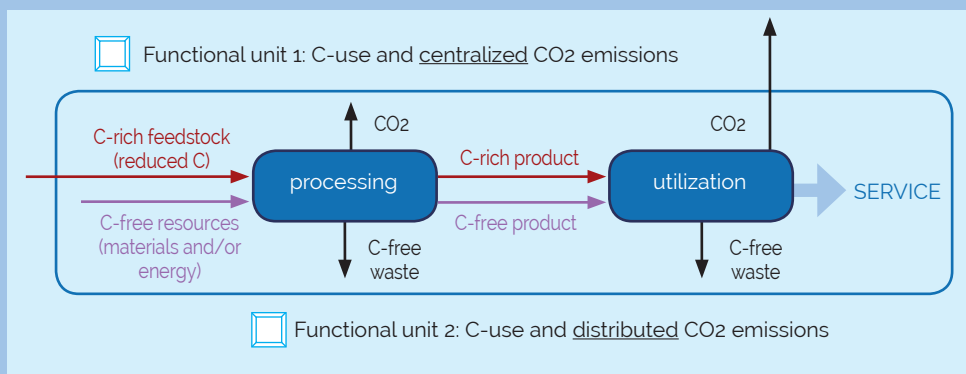 Functional unit 1: C-use and centralized CO2 emissions
C-rich feedstock
(reduced C)
CO2
CO2
processing
C-rich product
utilization
SERVICE
C-free resources
(materials and/or
energy)
C-free product
C-free
waste
C-free
waste
Functional unit 2: C-use and distributed CO2 emissions